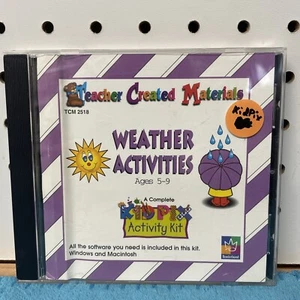 Teacher Created Materials
TCM 2518
KidPix
WEATHER
ACTIVITIES
Ages 5-9
A Complete
KIDPIX
Activity Kit
All the software you need is included in this kit.
Windows and Macintosh